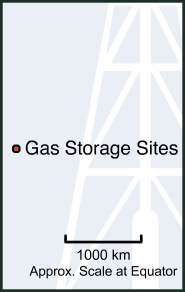 Gas Storage Sites
1000 km
Approx. Scale at Equator